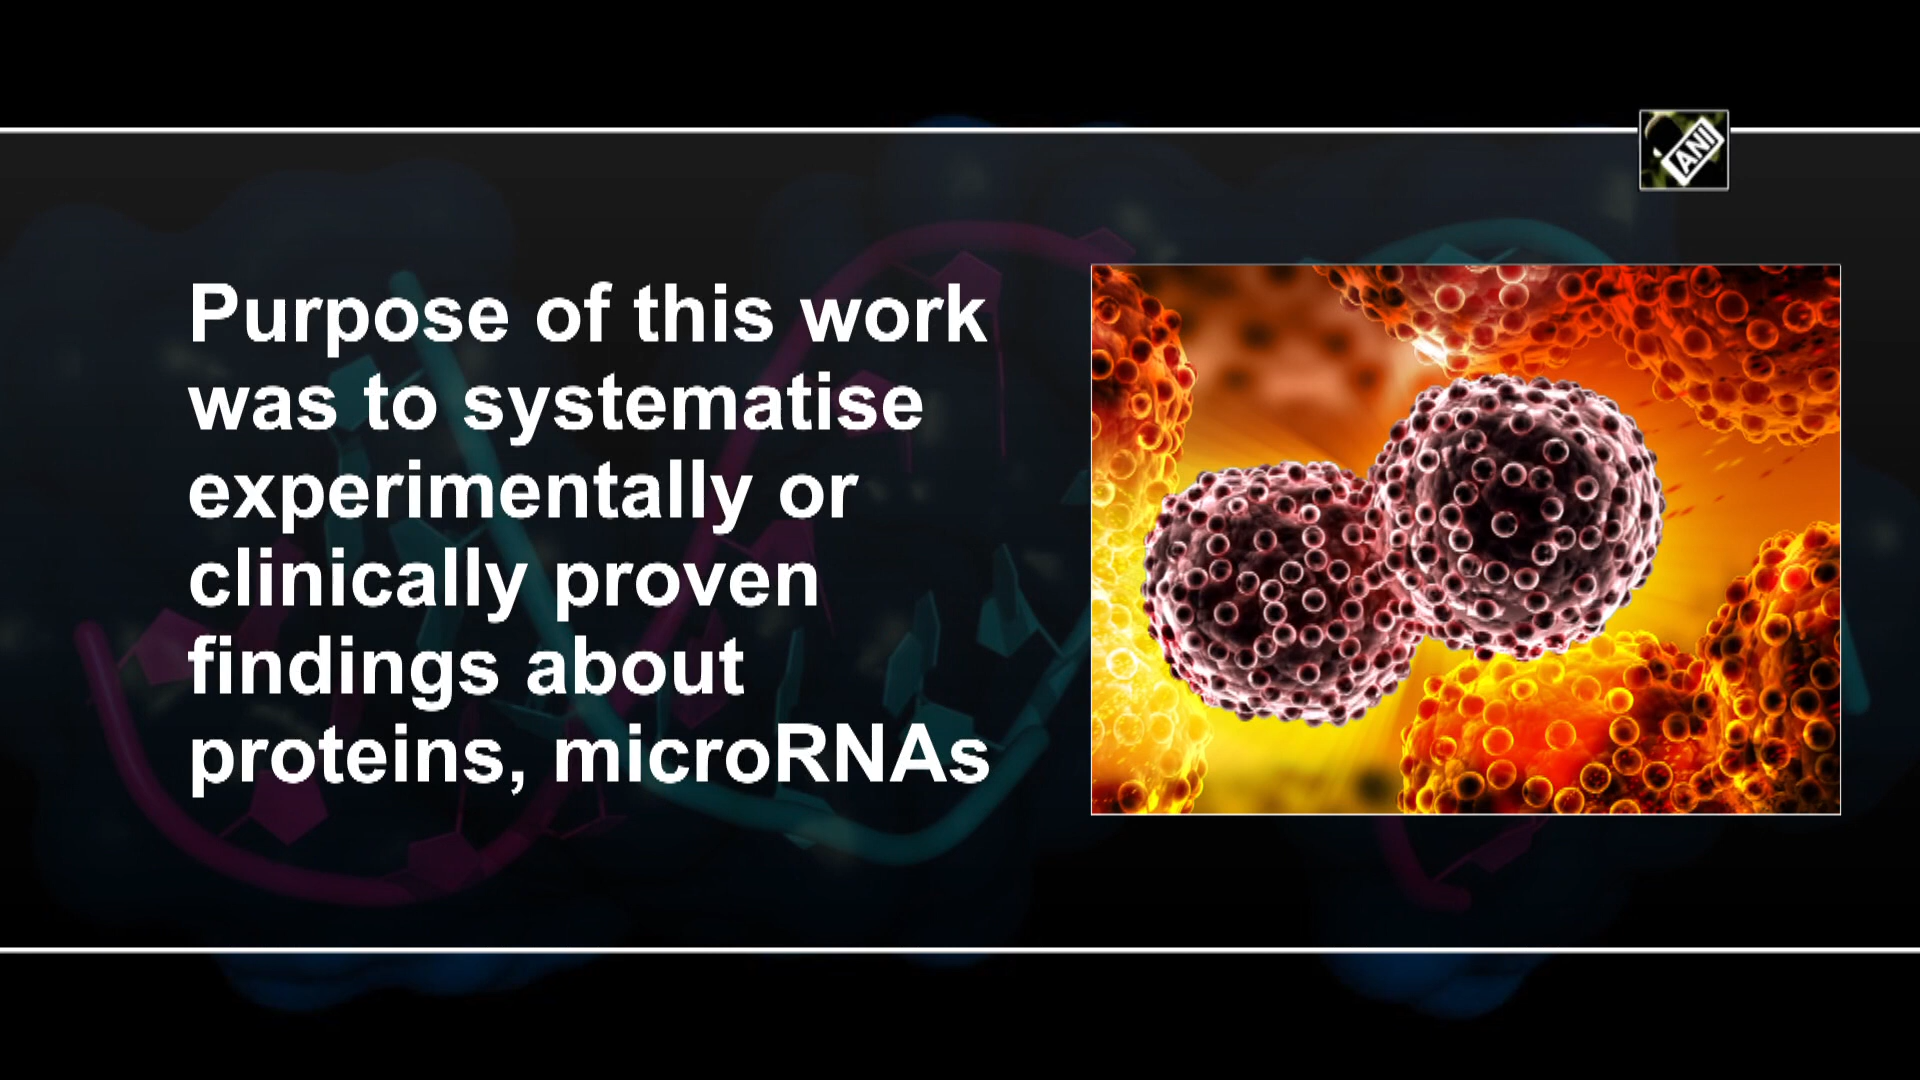 ANI
Purpose of this work
was to systematise
experimentally or
clinically proven
findings about
proteins, microRNAs